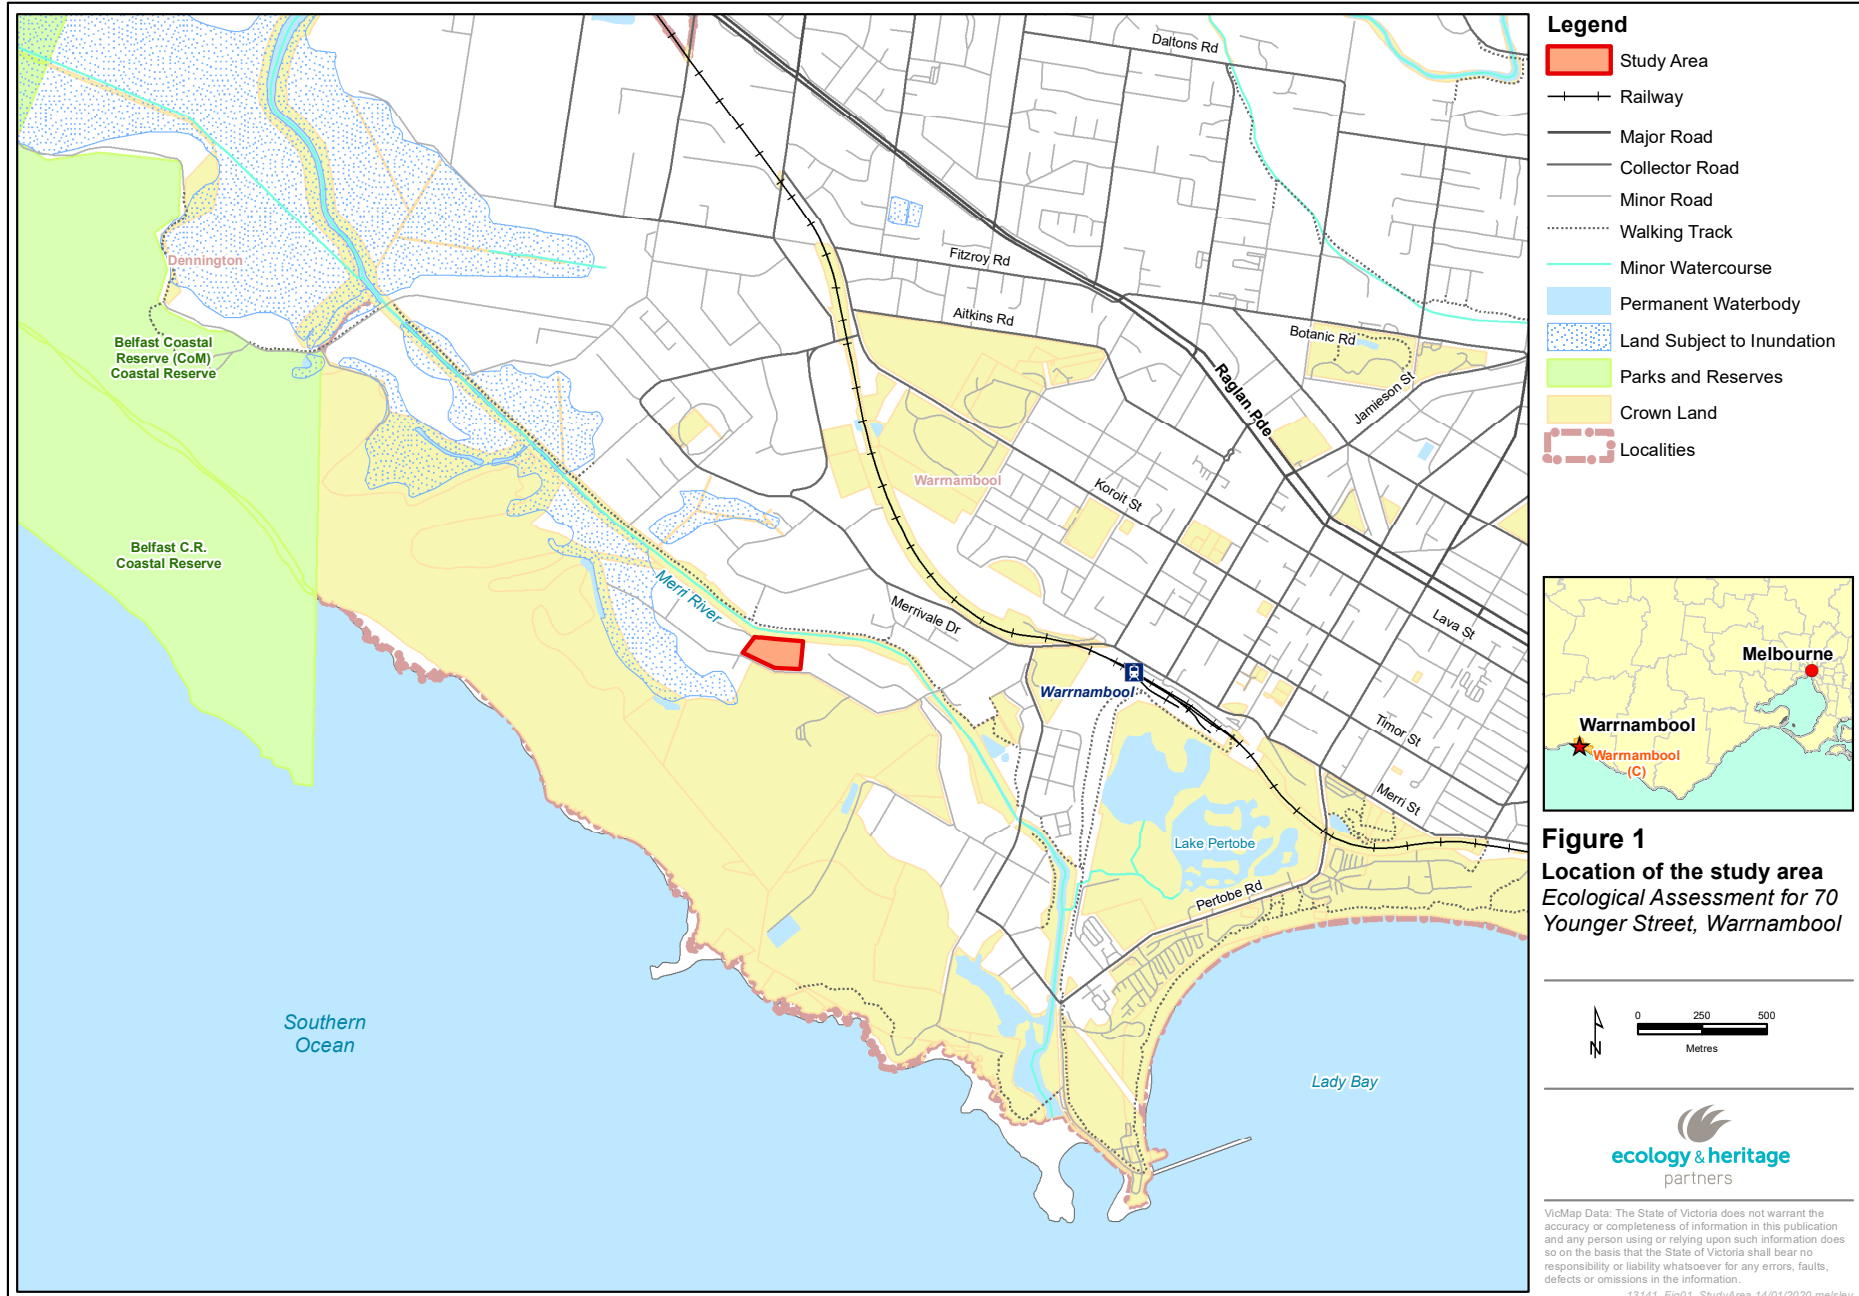 Daltons Rd
Fitzroy Rd
Aitkins Rd
Botanic Rd
Jamieson St
Raglan Pde
Koroit St
Lava St
Timor St
Merri St
Merrivale Dr
Pertobe Rd
Dennington
Belfast Coastal
Reserve (CoM)
Coastal Reserve
Belfast C.R.
Coastal Reserve
Merri River
Warrnambool
Warrnambool
Lake Pertobe
Southern
Ocean
Lady Bay
Legend
Study Area
Railway
Major Road
Collector Road
Minor Road
Walking Track
Minor Watercourse
Permanent Waterbody
Land Subject to Inundation
Parks and Reserves
Crown Land
Localities
Melbourne
Warrnambool
Warrnambool
(C)
Figure 1
Location of the study area
Ecological Assessment for 70
Younger Street, Warrnambool
N
0 250 500
Metres
ecology & heritage
partners
VicMap Data: The State of Victoria does not warrant the
accuracy or completeness of information in this publication
and any person using or relying upon such information does
so on the basis that the State of Victoria shall bear no
responsibility or liability whatsoever for any errors, faults,
defects or omissions in the information.
13141_Fig01_StudyArea 14/01/2020 melsley